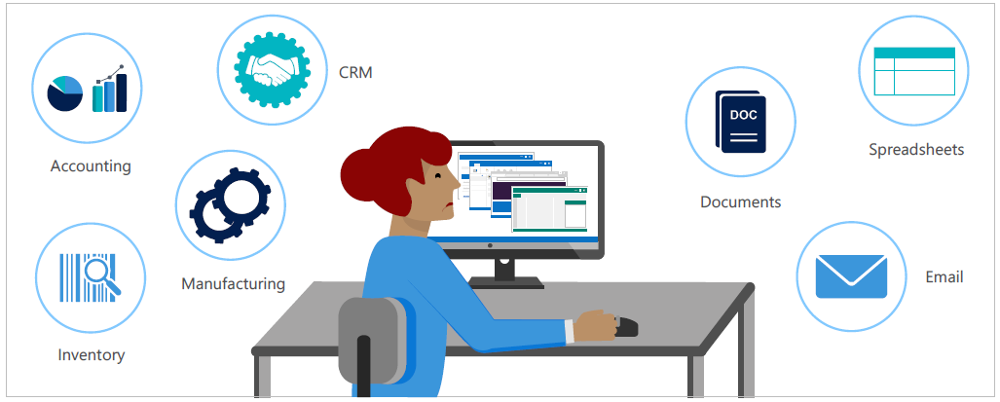 Accounting
CRM
Manufacturing
Inventory
DOC
Documents
Spreadsheets
Email